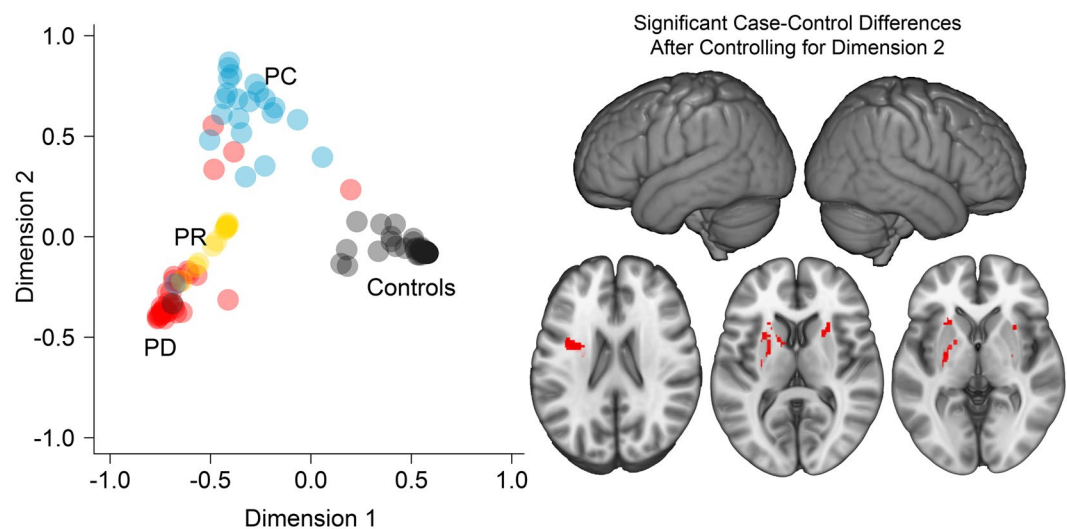 Significant Case-Control Differences
After Controlling for Dimension 2
1.0
PC
0.5
Dimension 2
0.0
PR
Controls
-0.5
PD
-1.0
-1.0
-0.5
0.0
0.5
1.0
Dimension 1